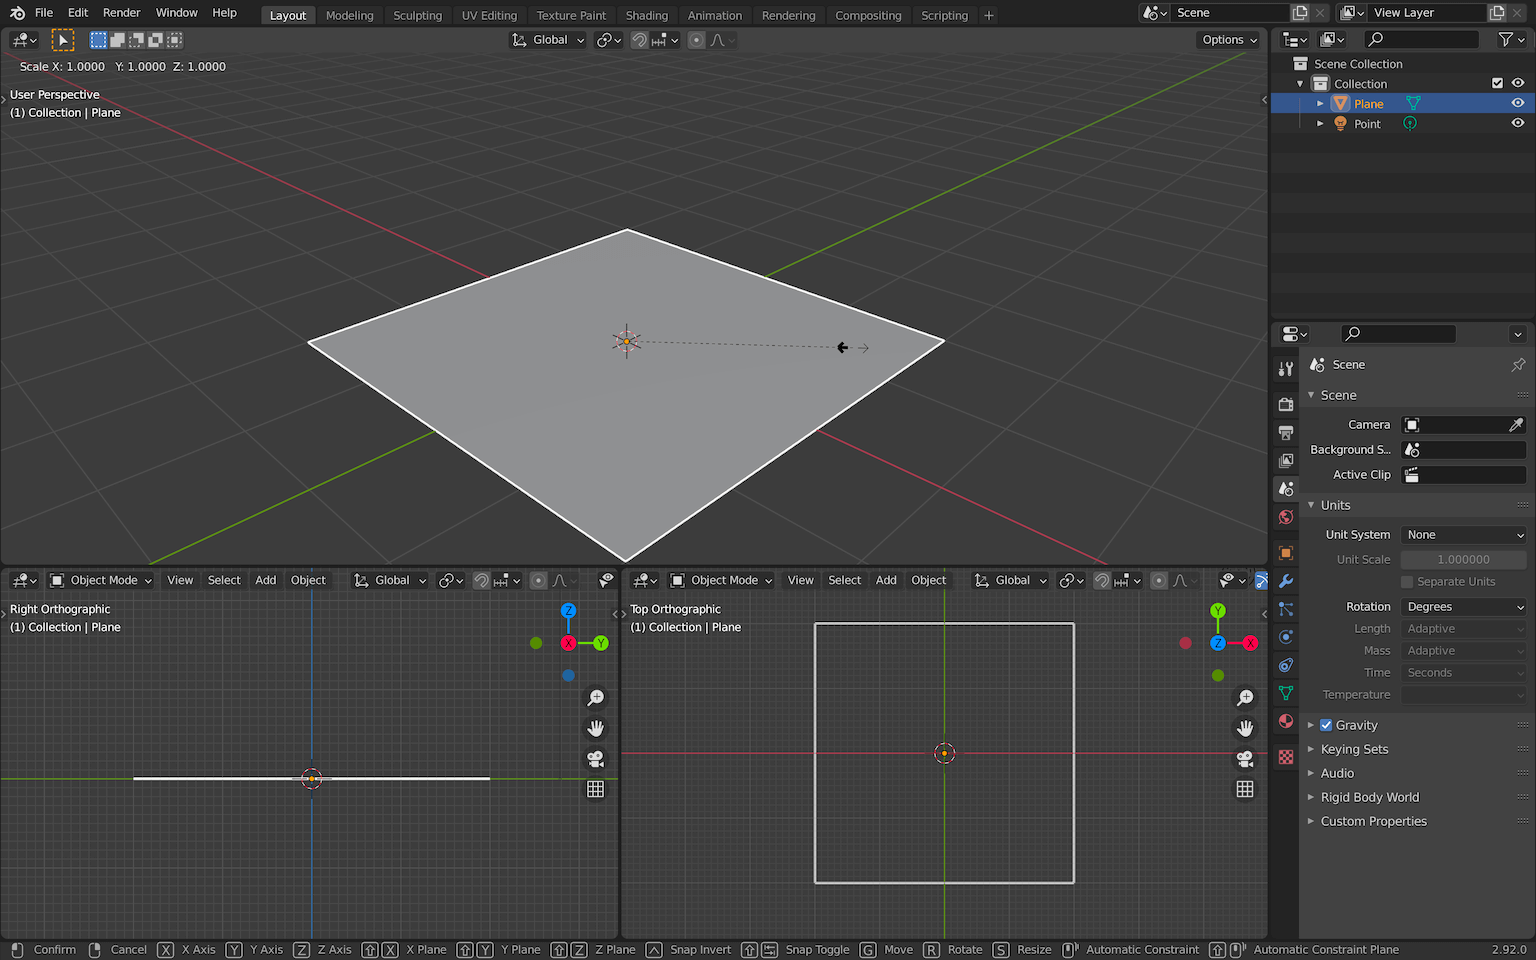 File Edit Render Window Help
Layout Modeling Sculpting UV Editing Texture Paint Shading Animation Rendering Compositing Scripting +
Scene
View Layer
Global
Options
Scale X: 1.0000 Y: 1.0000 Z: 1.0000
User Perspective
(1) Collection | Plane
Scene Collection
Collection
Plane
Point
Scene
Scene
Camera
Background S...
Active Clip
Units
Unit System None
Unit Scale 1.000000
Separate Units
Rotation Degrees
Length Adaptive
Mass Adaptive
Time Seconds
Temperature
Gravity
Keying Sets
Audio
Rigid Body World
Custom Properties
Object Mode View Select Add Object Global
Right Orthographic
(1) Collection | Plane
Z
X
Y
Object Mode View Select Add Object Global
Top Orthographic
(1) Collection | Plane
Y
Z
X
Confirm Cancel X X Axis Y Y Axis Z Z Axis X X Plane Y Y Plane Z Z Plane Snap Invert Snap Toggle G Move R Rotate S Resize Automatic Constraint Automatic Constraint Plane 2.92.0